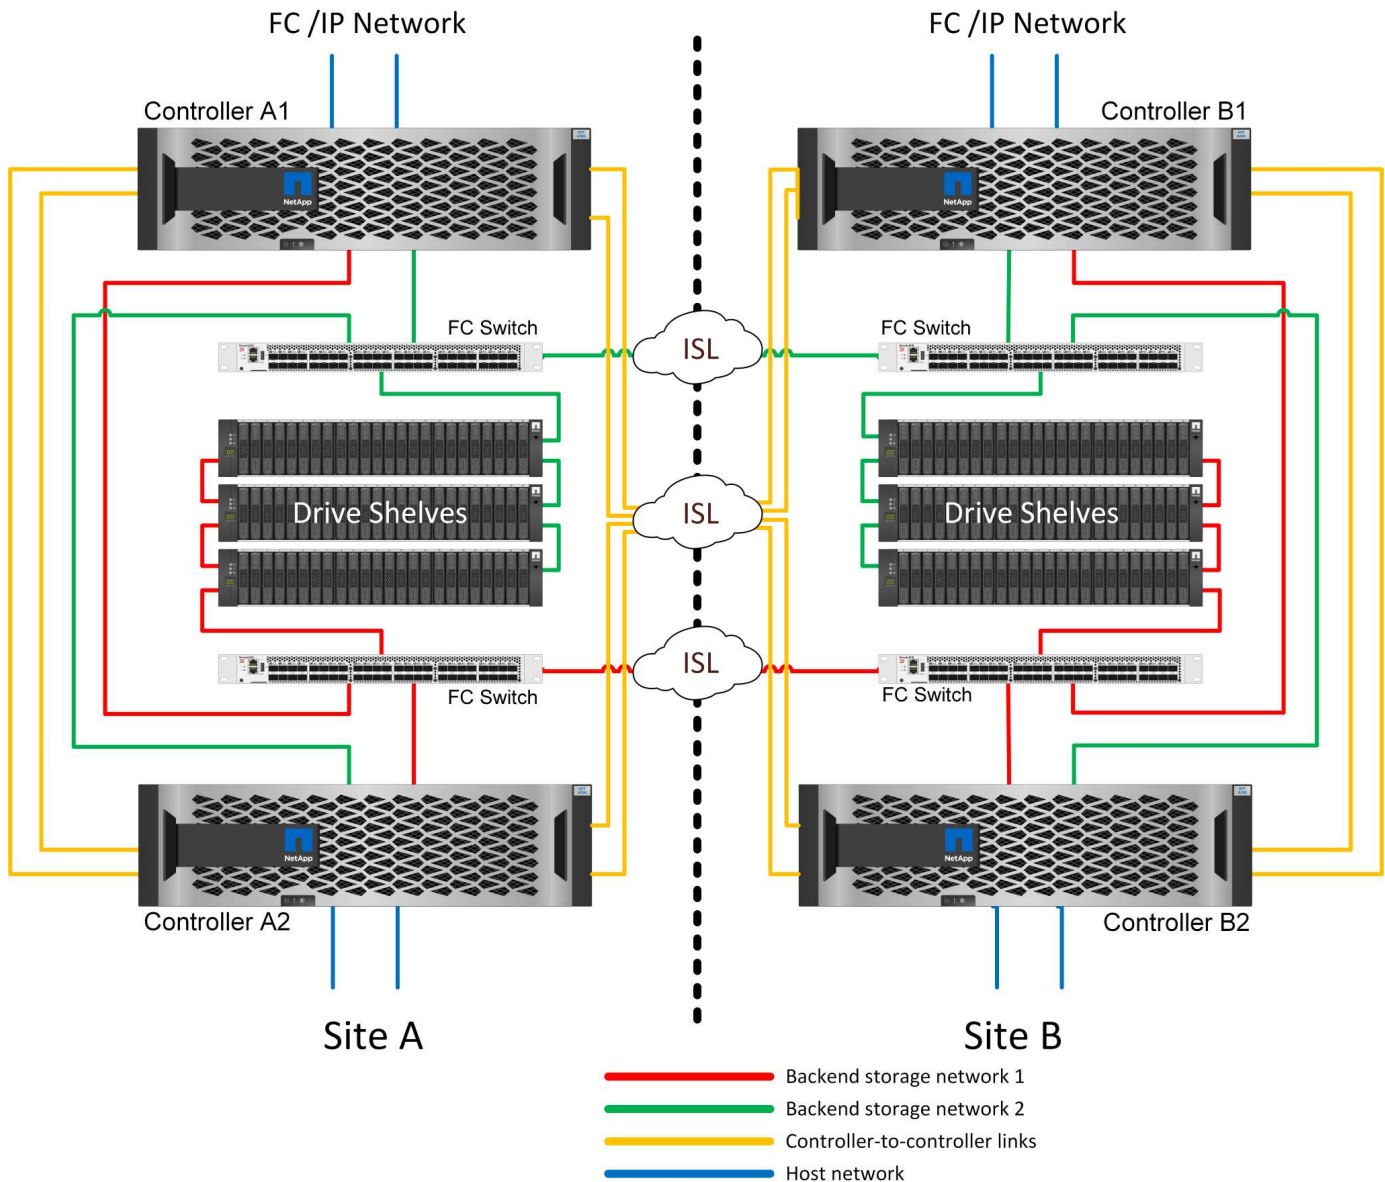 FC /IP Network
FC /IP Network
Controller A1
Controller B1
NetApp
NetApp
FC Switch
FC Switch
ISL
Drive Shelves
ISL
Drive Shelves
ISL
FC Switch
FC Switch
NetApp
NetApp
Controller A2
Controller B2
Site A
Site B
Backend storage network 1
Backend storage network 2
Controller-to-controller links
Host network